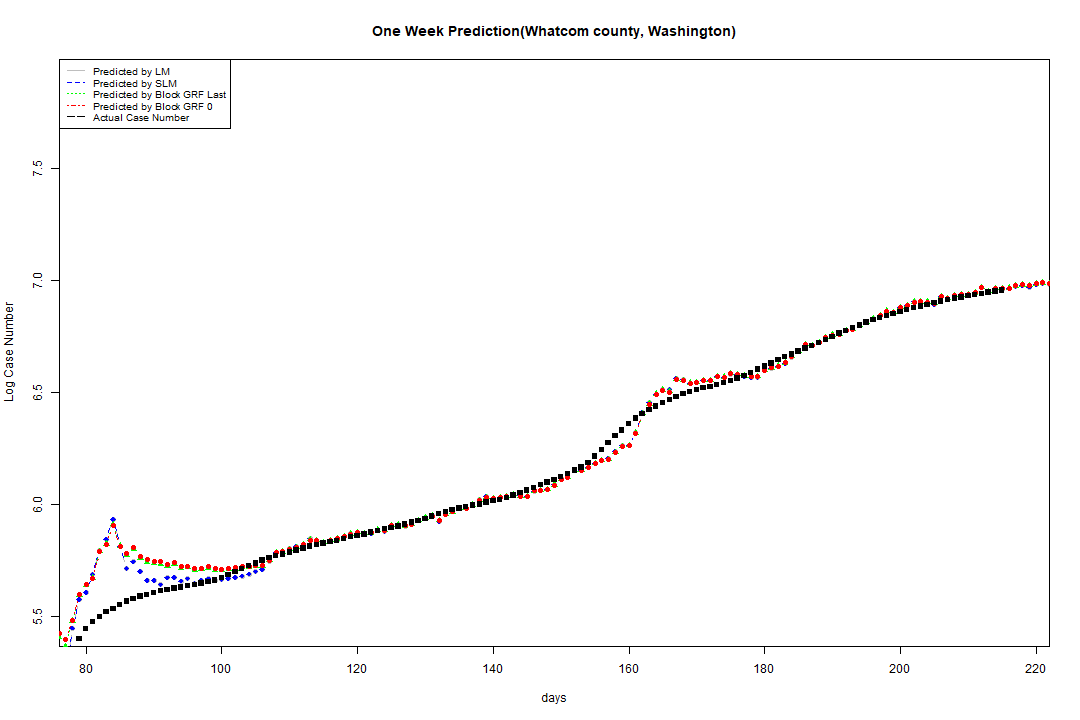 One Week Prediction(Whatcom county, Washington)
Predicted by LM
Predicted by SLM
Predicted by Block GRF Last
Predicted by Block GRF 0
Actual Case Number
7.5
7.0
6.5
6.0
5.5
Log Case Number
80 100 120 140 160 180 200 220
days